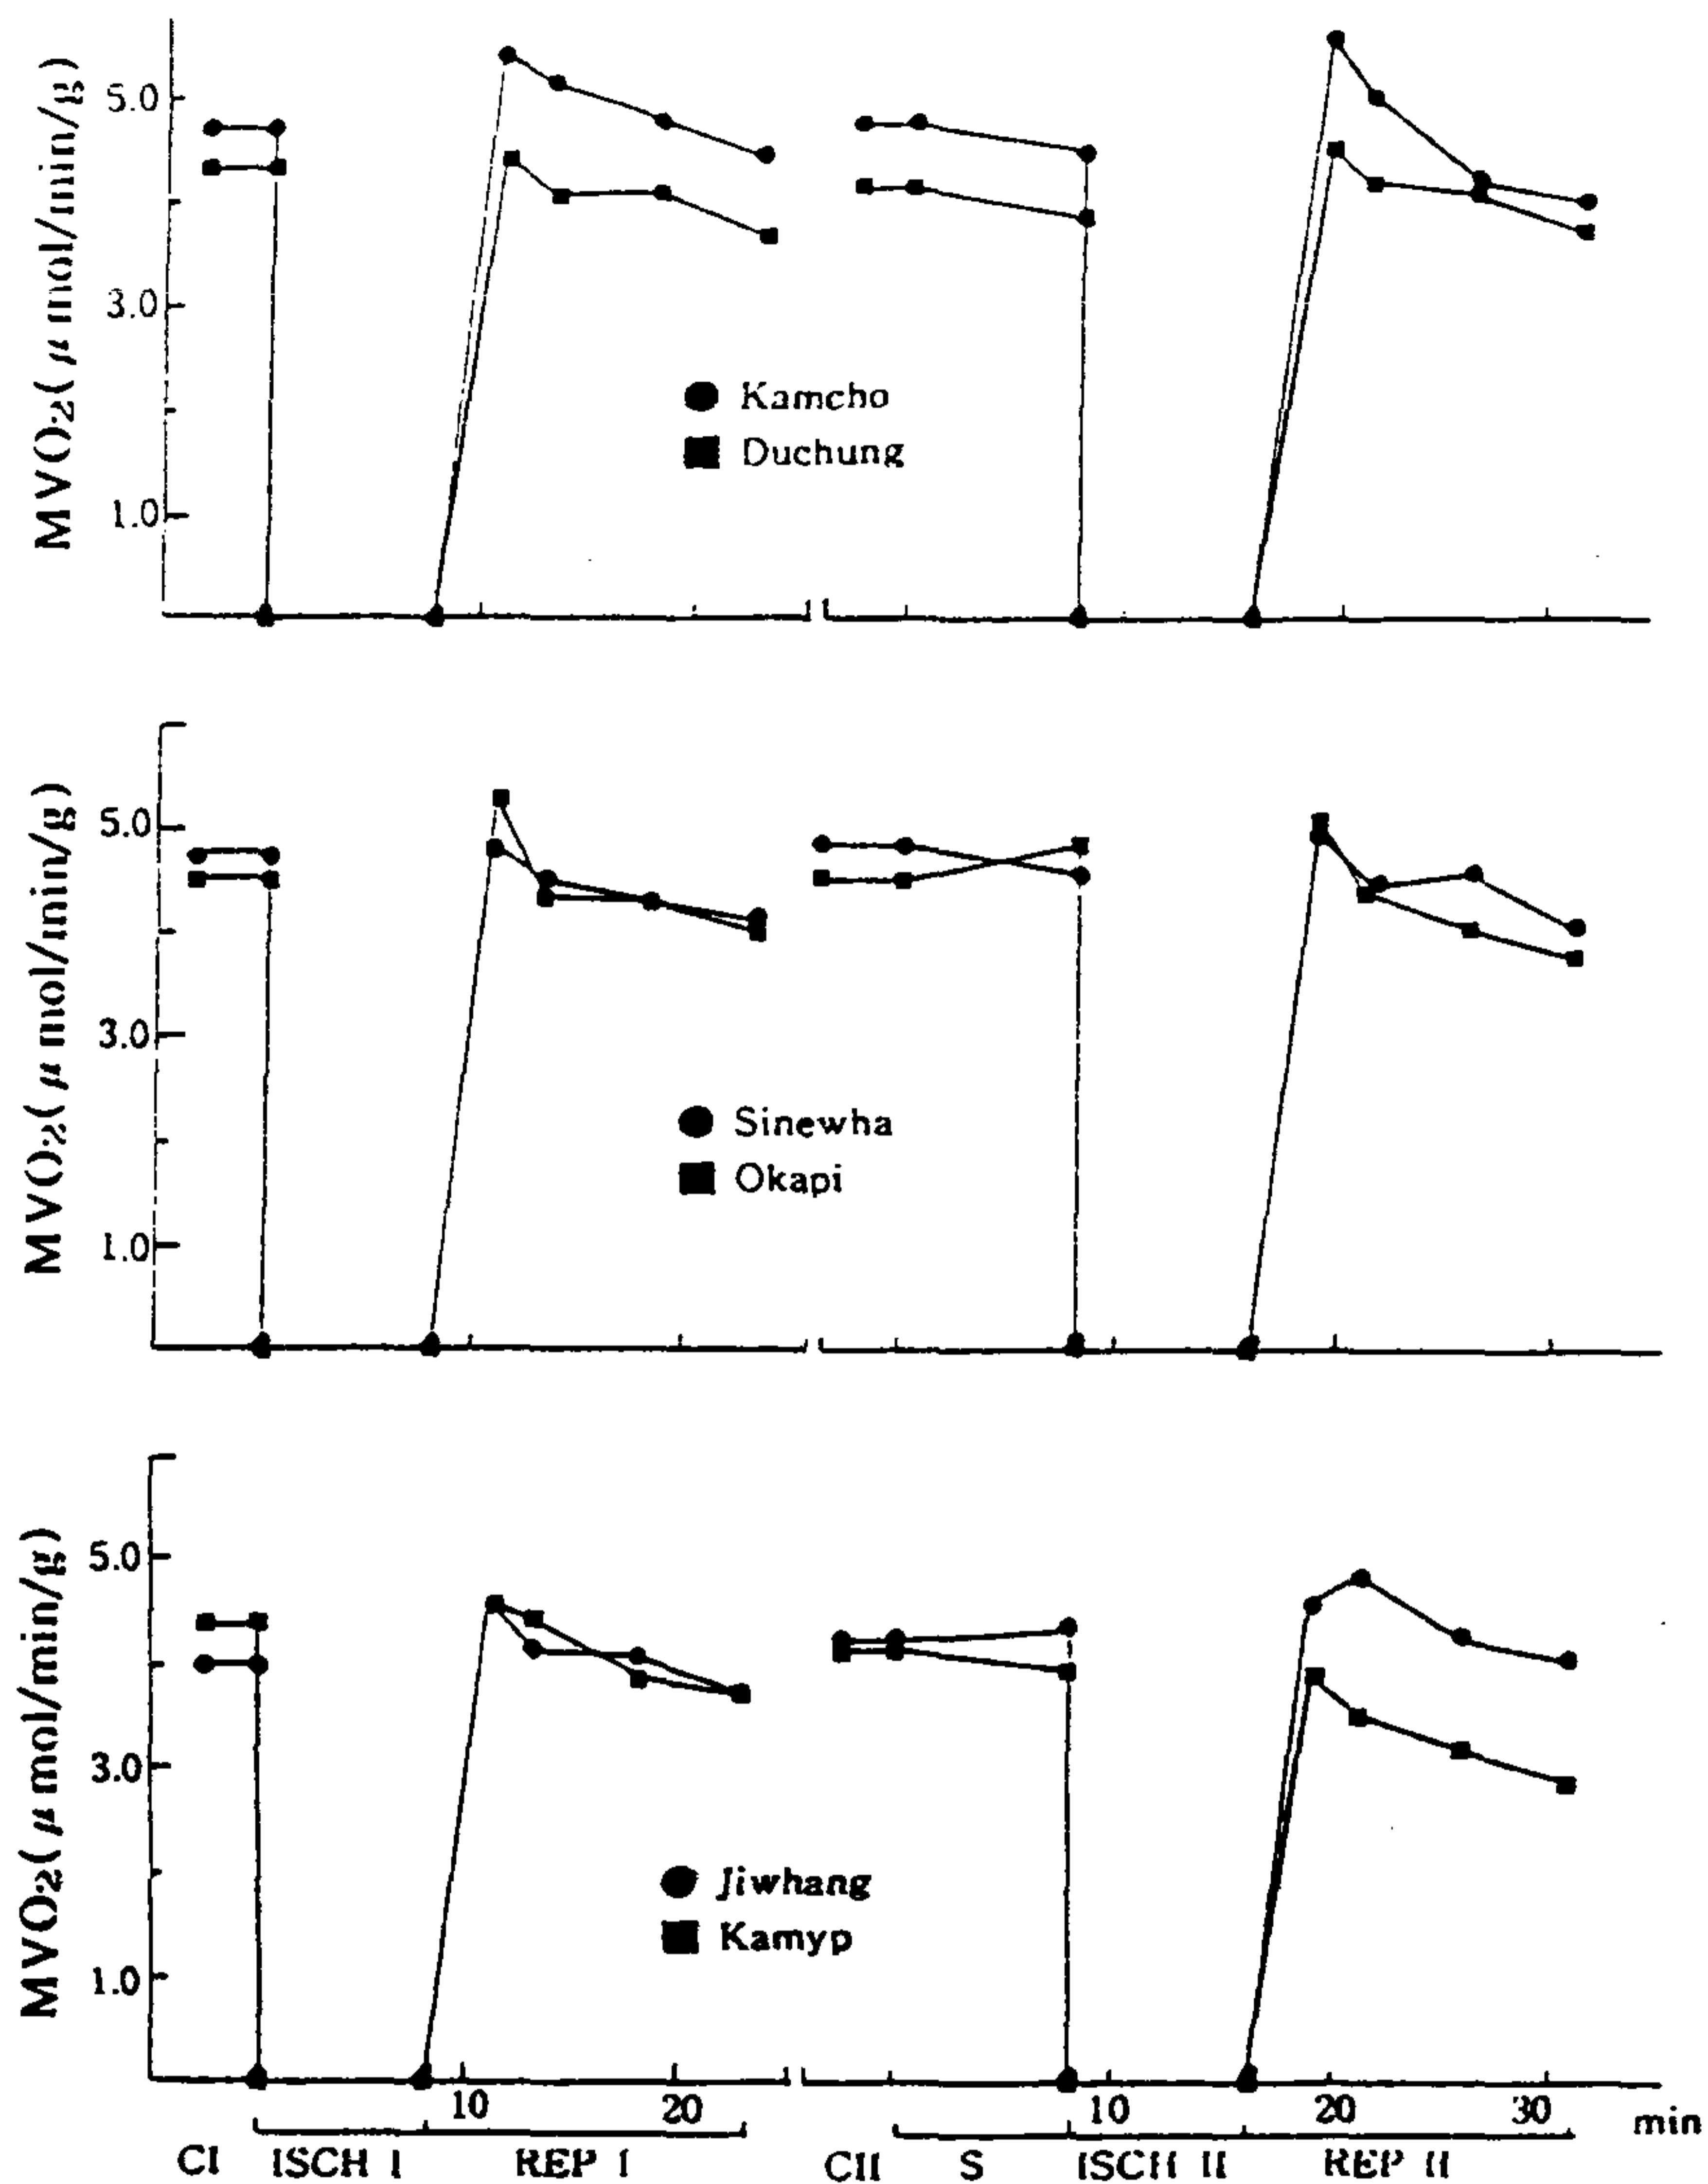 MVO2(μmol/min/g)
5.0
3.0
1.0
● Kamcho
■ Duchung
MVO2(μmol/min/g)
5.0
3.0
1.0
● Sinewha
■ Okapi
MVO2(μmol/min/g)
5.0
3.0
1.0
● Jiwhang
■ Kamyp
10 20 10 20 30 min
CI ISCH I REP I CII S ISCH II REP II